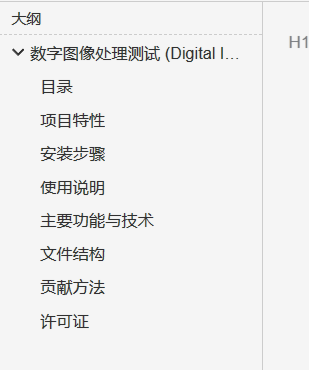 大纲
数字图像处理测试 (Digital I...
H1
目录
项目特性
安装步骤
使用说明
主要功能与技术
文件结构
贡献方法
许可证